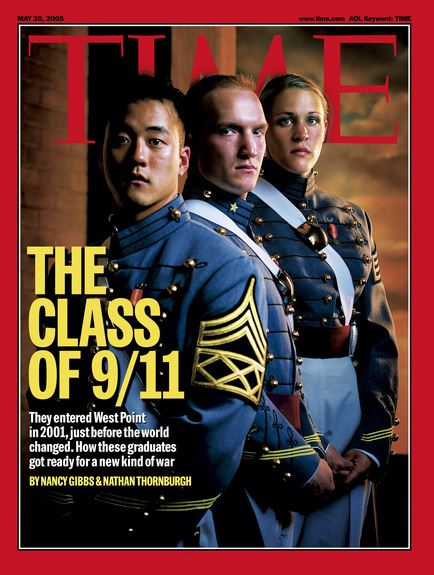 MAY 30, 2005 www.time.com AOL Keyword: TIME
TIME
THE
CLASS
OF 9/11
They entered West Point
in 2001, just before the world
changed. How these graduates
got ready for a new kind of war
BY NANCY GIBBS & NATHAN THORNBURGH